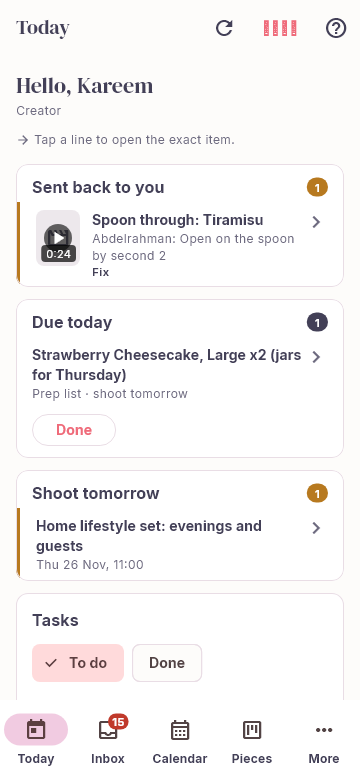 Today
Hello, Kareem
Creator
→ Tap a line to open the exact item.
Sent back to you
1
Spoon through: Tiramisu
Abdelrahman: Open on the spoon
by second 2
0:24
Fix
Due today
1
Strawberry Cheesecake, Large x2 (jars
for Thursday)
Prep list · shoot tomorrow
Done
Shoot tomorrow
1
Home lifestyle set: evenings and
guests
Thu 26 Nov, 11:00
Tasks
To do
Done
15
Today
Inbox
Calendar
Pieces
More